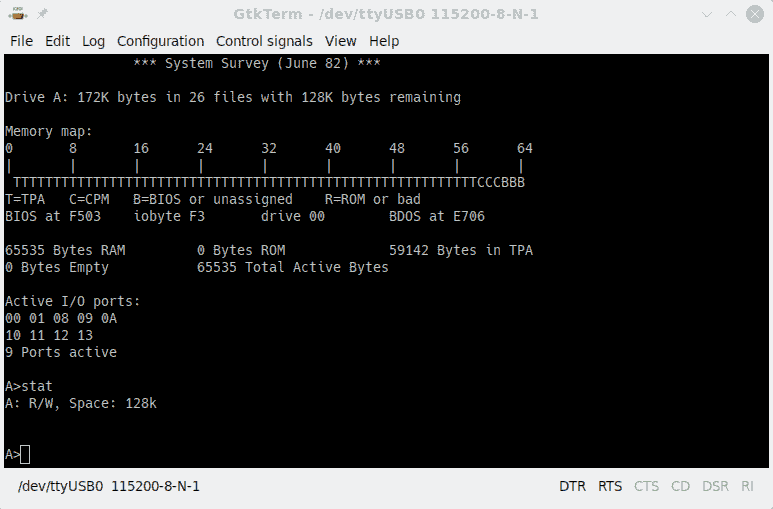 GtkTerm - /dev/ttyUSB0 115200-8-N-1
File Edit Log Configuration Control signals View Help
*** System Survey (June 82) ***
Drive A: 172K bytes in 26 files with 128K bytes remaining
Memory map:
0 8 16 24 32 40 48 56 64
| | | | | | | | |
TTTTTTTTTTTTTTTTTTTTTTTTTTTTTTTTTTTTTTTTTTTTTTTTTTTTTTTTTTCCCBBB
T=TPA C=CPM B=BIOS or unassigned R=ROM or bad
BIOS at F503 iobyte F3 drive 00 BDOS at E706
65535 Bytes RAM 0 Bytes ROM 59142 Bytes in TPA
0 Bytes Empty 65535 Total Active Bytes
Active I/O ports:
00 01 08 09 0A
10 11 12 13
9 Ports active
A>stat
A: R/W, Space: 128k
A>
/dev/ttyUSB0 115200-8-N-1 DTR RTS CTS CD DSR RI